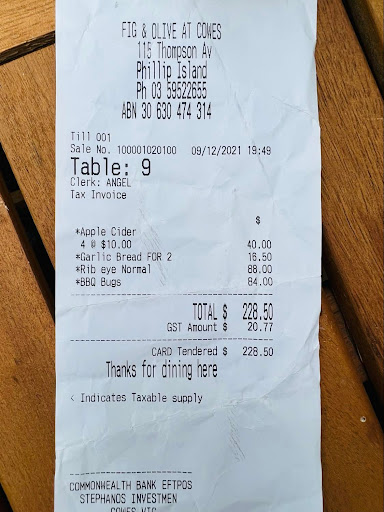 FIG & OLIVE AT COWES
115 Thompson Av
Phillip Island
Ph 03 59522655
ABN 30 630 474 314
Till 001
Sale No. 100001020100 09/12/2021 19:49
Table: 9
Clerk: ANGEL
Tax Invoice
$
*Apple Cider
4 @ $10.00 40.00
*Garlic Bread FOR 2 16.50
*Rib eye Normal 88.00
*BBQ Bugs 84.00
TOTAL $ 228.50
GST Amount $ 20.77
CARD Tendered $ 228.50
Thanks for dining here
< Indicates Taxable supply
COMMONWEALTH BANK EFTPOS
STEPHANOS INVESTMEN
COWES VIC